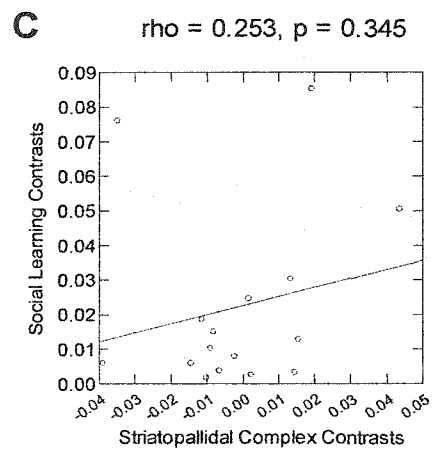 C
rho = 0.253, p = 0.345
0.09
0.08
0.07
0.06
0.05
0.04
0.03
0.02
0.01
0.00
Social Learning Contrasts
-0.04 -0.03 -0.02 -0.01 0.00 0.01 0.02 0.03 0.04 0.05
Striatopallidal Complex Contrasts